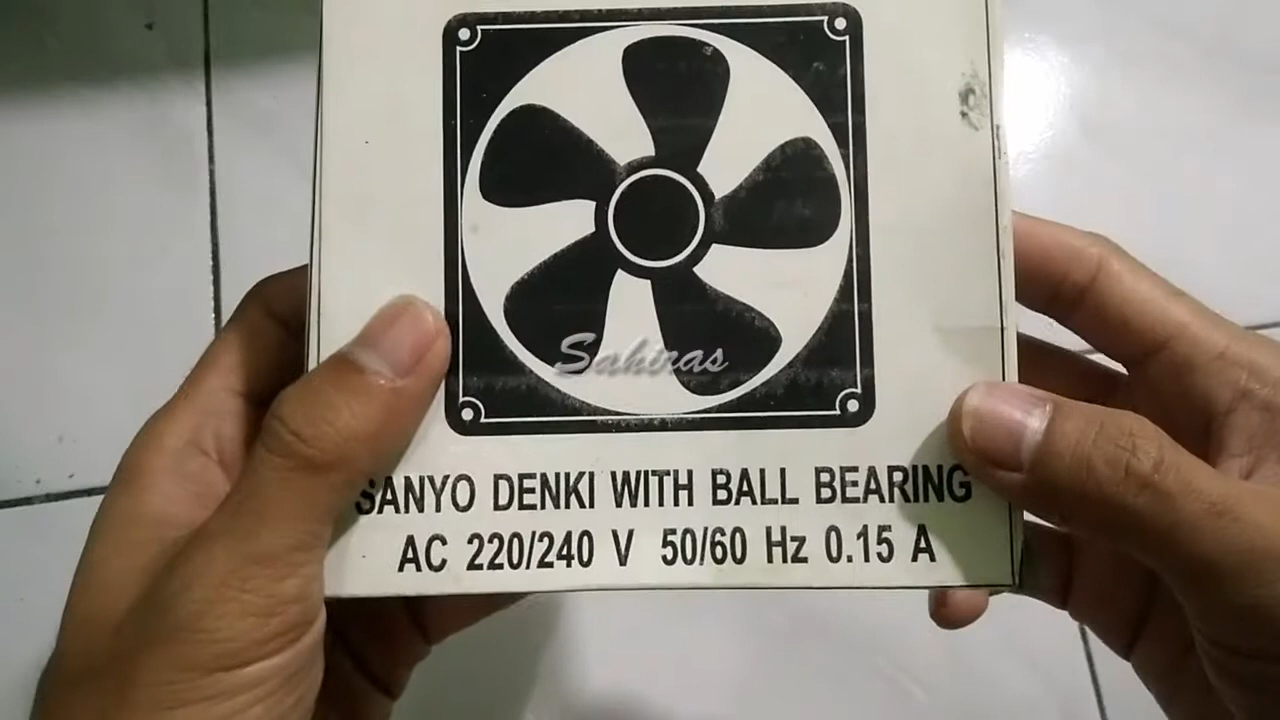 Sahiras
SANYO DENKI WITH BALL BEARING
AC 220/240 V 50/60 Hz 0.15 A